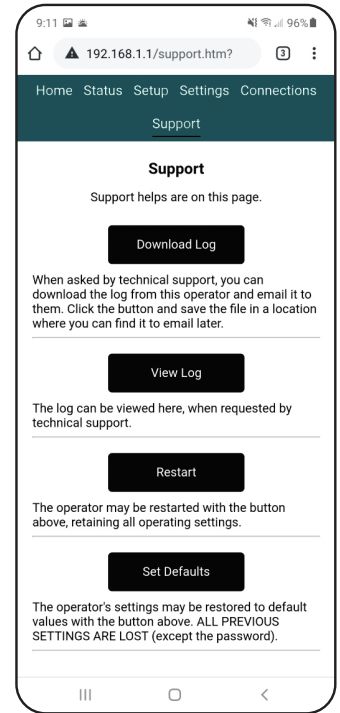 9:11 96%
192.168.1.1/support.htm? 3
Home Status Setup Settings Connections
Support
Support
Support helps are on this page.
Download Log
When asked by technical support, you can
download the log from this operator and email it to
them. Click the button and save the file in a location
where you can find it to email later.
View Log
The log can be viewed here, when requested by
technical support.
Restart
The operator may be restarted with the button
above, retaining all operating settings.
Set Defaults
The operator's settings may be restored to default
values with the button above. ALL PREVIOUS
SETTINGS ARE LOST (except the password).